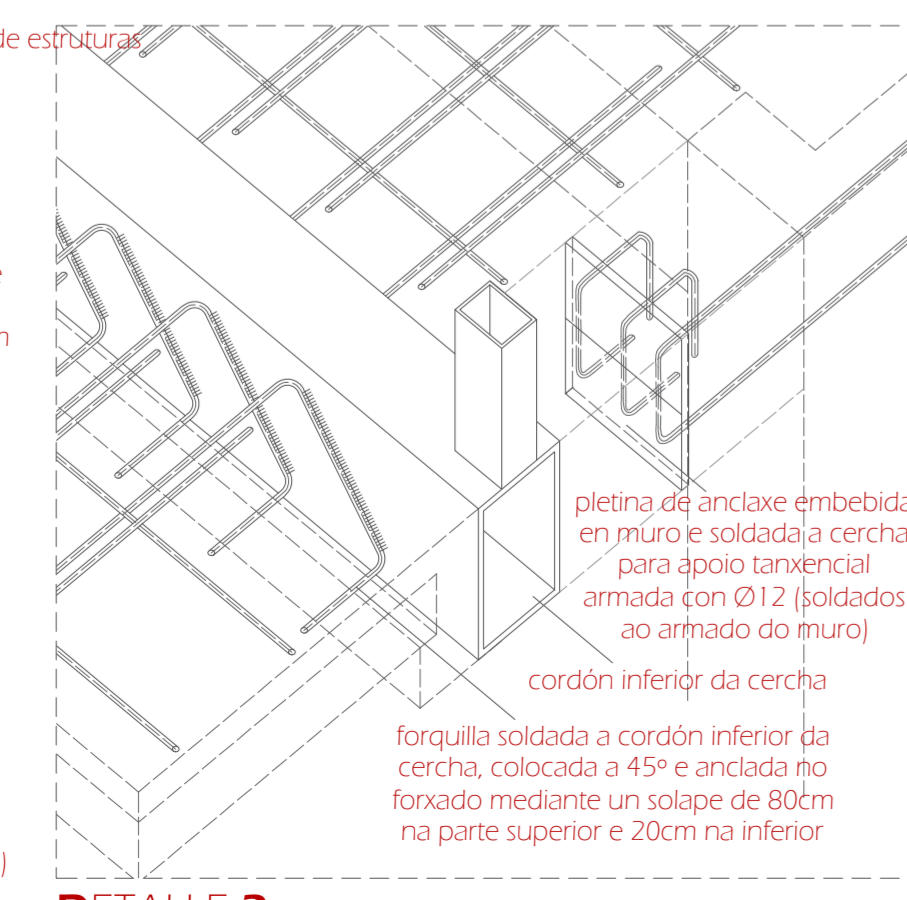 de estruturas
e
n
pletina de anclaxe embebida
en muro e soldada a cercha
para apoio tanxencial
armada con Ø12 (soldados
ao armado do muro)
cordón inferior da cercha
forquilla soldada a cordón inferior da
cercha, colocada a 45º e anclada no
forxado mediante un solape de 80cm
na parte superior e 20cm na inferior
)